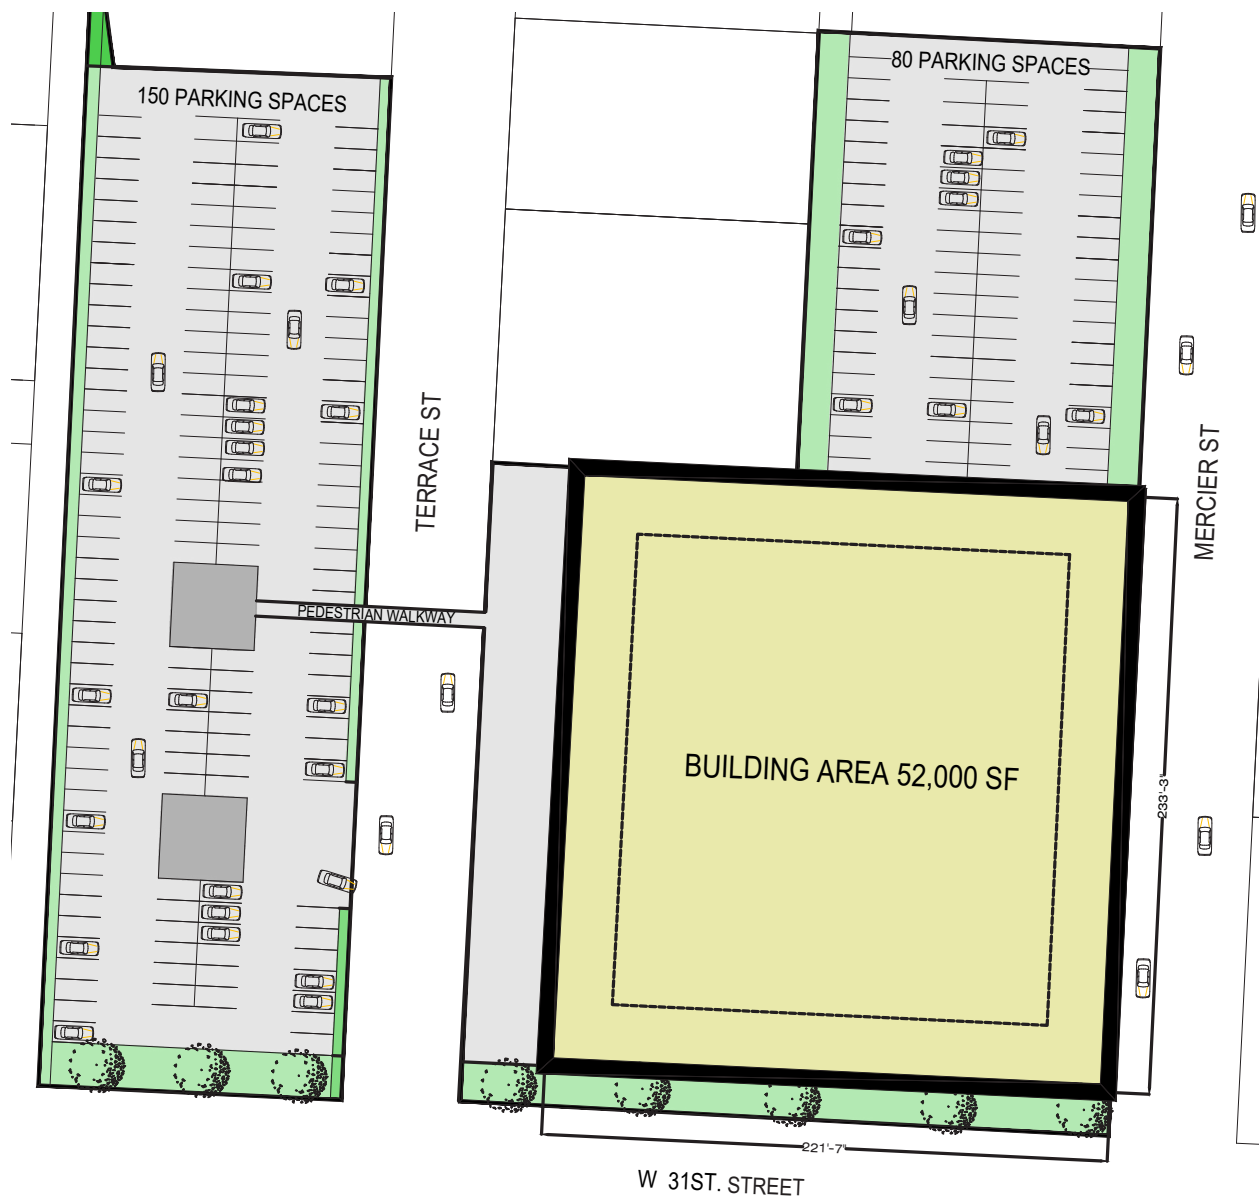 80 PARKING SPACES
150 PARKING SPACES
TERRACE ST
MERCIER ST
PEDESTRIAN WALKWAY
BUILDING AREA 52,000 SF
233'-3"
221'-7"
W 31ST. STREET